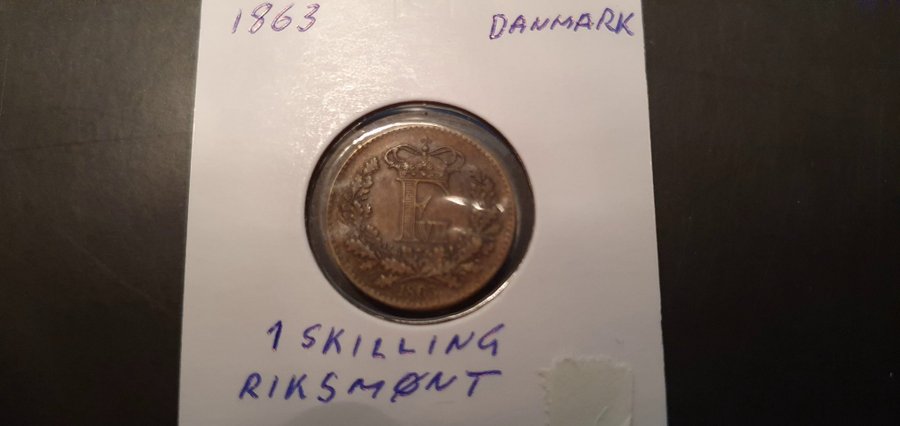 1863
DANMARK
1 SKILLING
RIKSMØNT